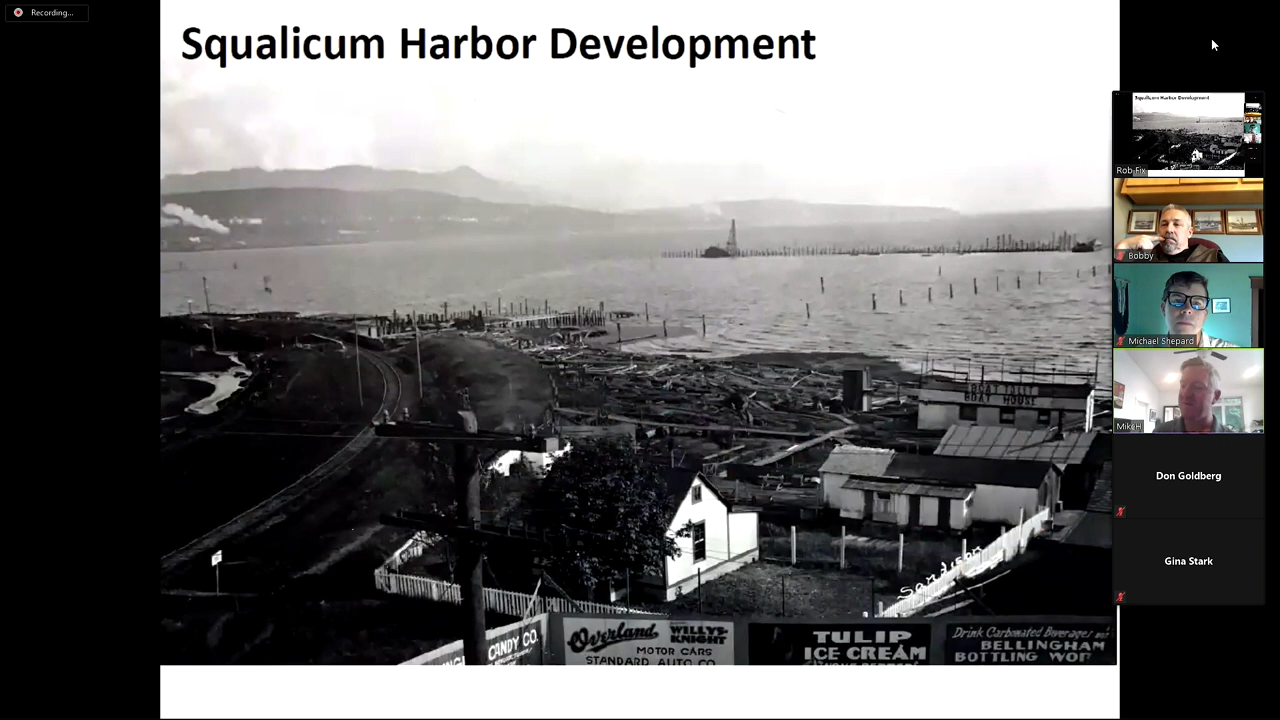 Recording...
Squalicum Harbor Development
Squalicum Harbor Development
Rob Fix
Bobby
Michael Shepard
Mike H
Don Goldberg
Gina Stark
BOAT HOUSE
Sandison
CANDY CO.
Overland WILLYS-KNIGHT
MOTOR CARS
STANDARD AUTO CO.
TULIP
ICE CREAM
Drink Carbonated Beverages
BELLINGHAM
BOTTLING